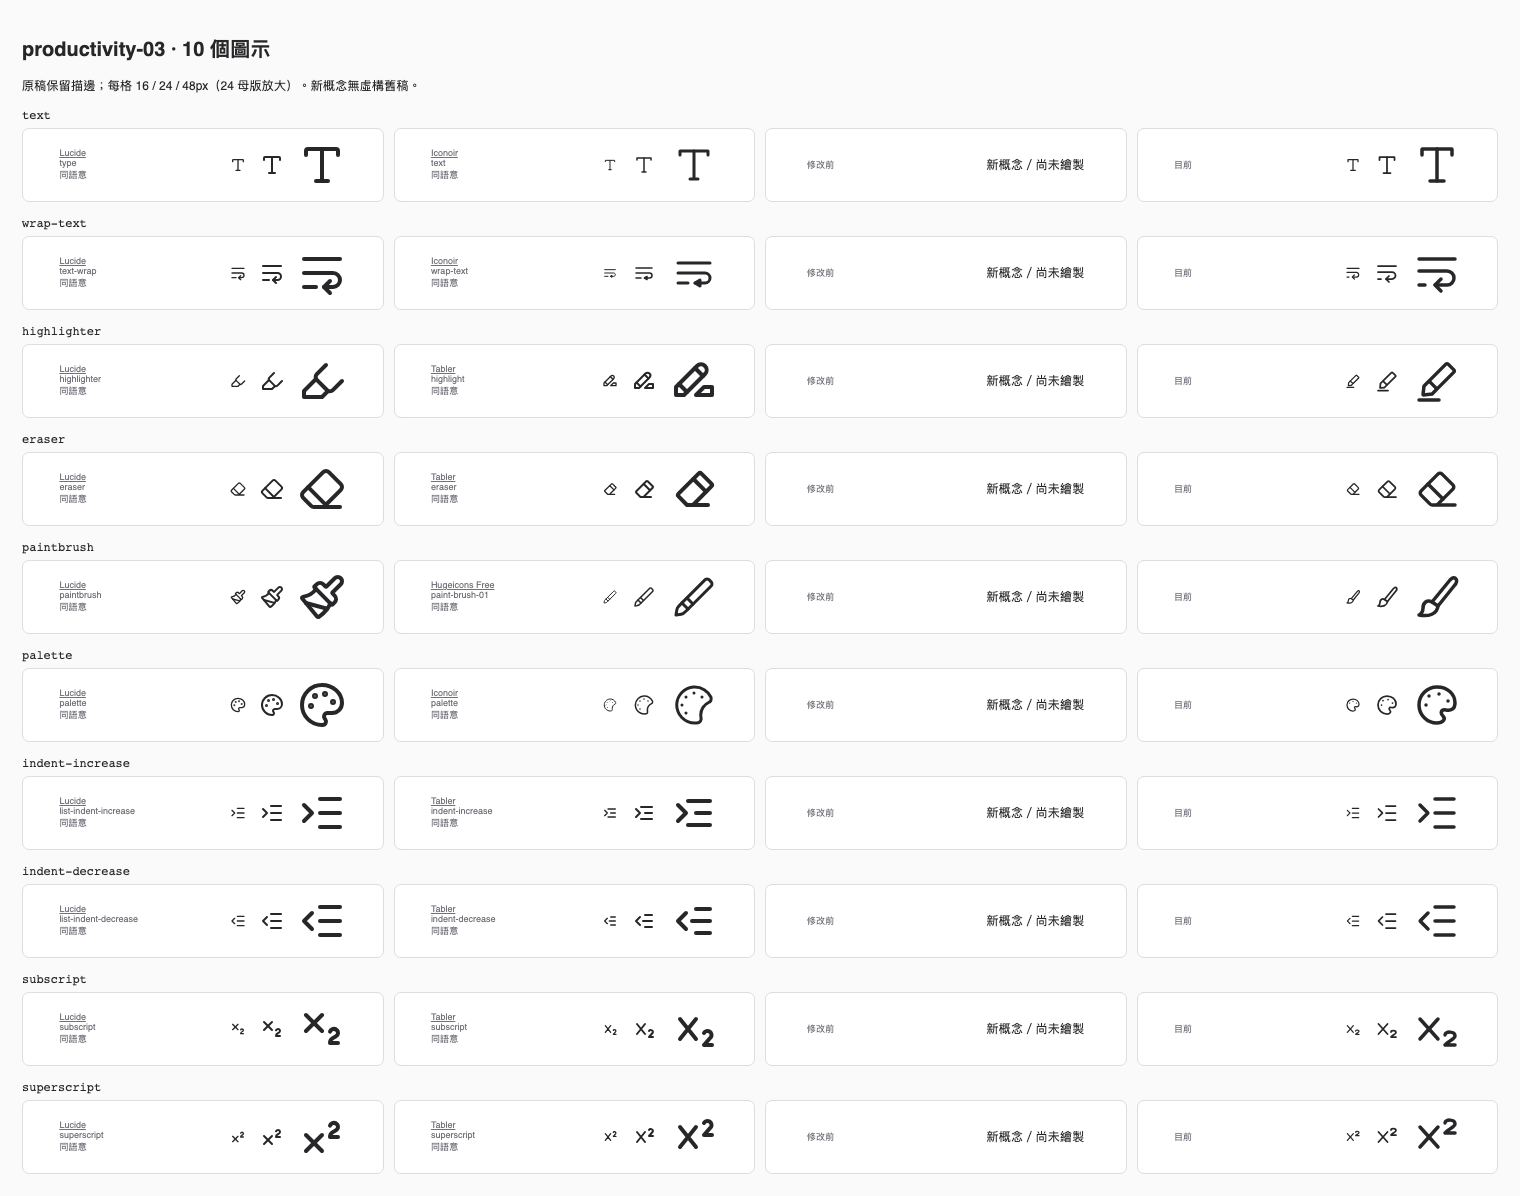 productivity-03 · 10 個圖示
原稿保留描邊；每格 16 / 24 / 48px（24 母版放大）。新概念無虛構舊稿。
text
Lucide
type
同語意
Iconoir
text
同語意
修改前
新概念 / 尚未繪製
目前
wrap-text
Lucide
text-wrap
同語意
Iconoir
wrap-text
同語意
修改前
新概念 / 尚未繪製
目前
highlighter
Lucide
highlighter
同語意
Tabler
highlight
同語意
修改前
新概念 / 尚未繪製
目前
eraser
Lucide
eraser
同語意
Tabler
eraser
同語意
修改前
新概念 / 尚未繪製
目前
paintbrush
Lucide
paintbrush
同語意
Hugeicons Free
paint-brush-01
同語意
修改前
新概念 / 尚未繪製
目前
palette
Lucide
palette
同語意
Iconoir
palette
同語意
修改前
新概念 / 尚未繪製
目前
indent-increase
Lucide
list-indent-increase
同語意
Tabler
indent-increase
同語意
修改前
新概念 / 尚未繪製
目前
indent-decrease
Lucide
list-indent-decrease
同語意
Tabler
indent-decrease
同語意
修改前
新概念 / 尚未繪製
目前
subscript
Lucide
subscript
同語意
Tabler
subscript
同語意
修改前
新概念 / 尚未繪製
目前
superscript
Lucide
superscript
同語意
Tabler
superscript
同語意
修改前
新概念 / 尚未繪製
目前